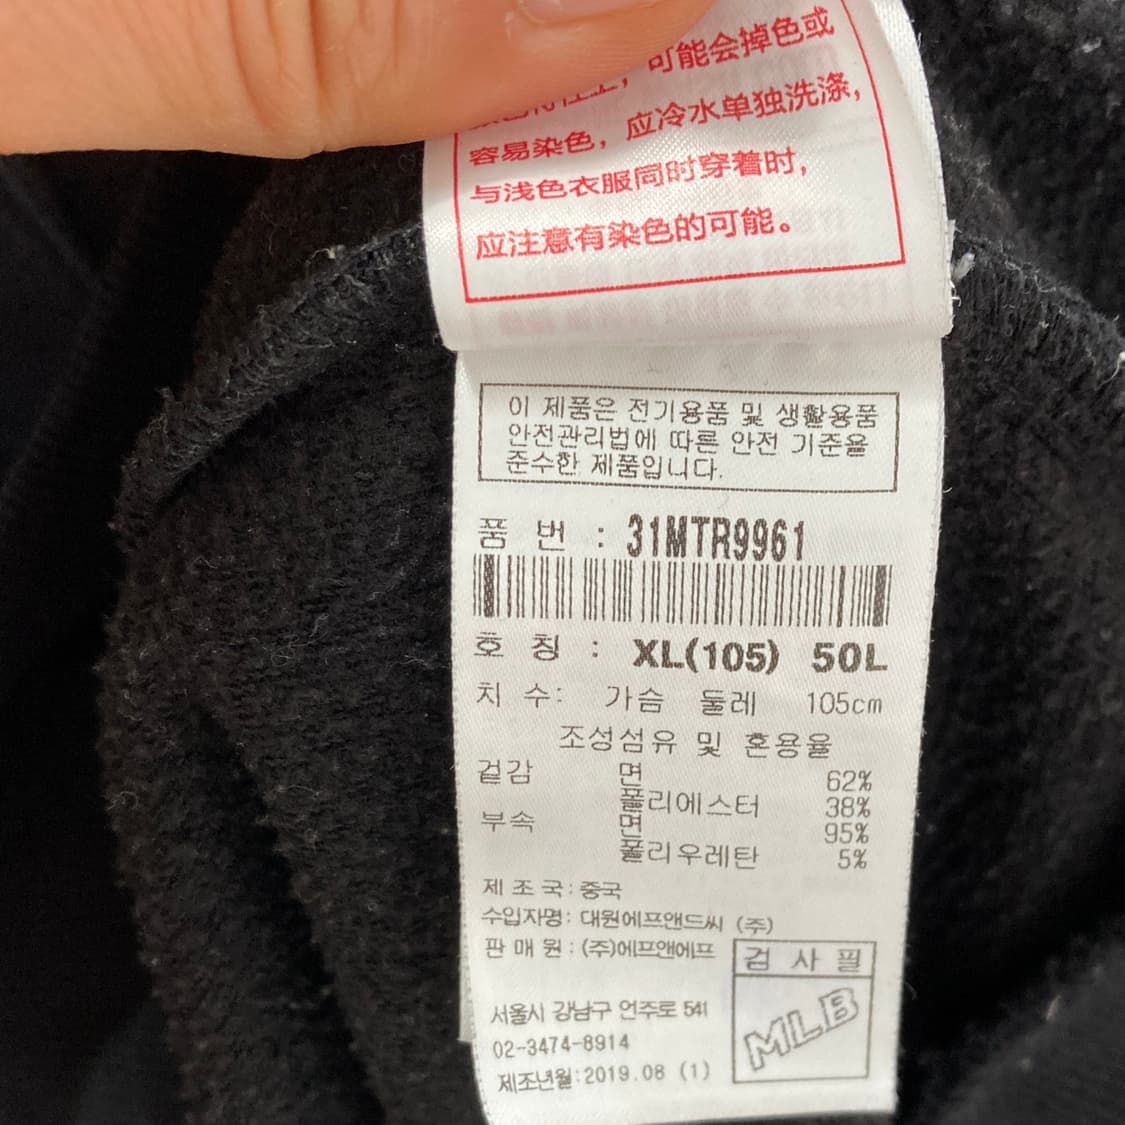 可能会掉色或
容易染色，应冷水单独洗涤，
与浅色衣服同时穿着时，
应注意有染色的可能。
이 제품은 전기용품 및 생활용품
안전관리법에 따른 안전 기준을
준수한 제품입니다.
품 번 : 31MTR9961
호 칭 : XL(105) 50L
치 수: 가슴 둘레 105cm
조성섬유 및 혼용율
겉감 면 62%
폴리에스터 38%
부속 면 95%
폴리우레탄 5%
제 조 국 : 중국
수입자명: 대원에프앤드씨 (주)
판 매 원 : (주)에프앤에프
검 사 필
MLB
서울시 강남구 언주로 541
02-3474-8914
제조년월:2019.08 (1)